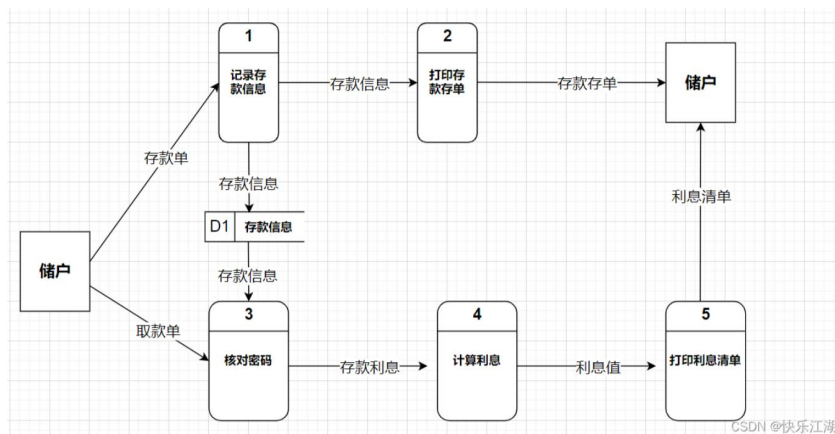 1
2
记录存
款信息
存款信息
打印存
款存单
存款存单
储户
存款单
存款信息
利息清单
D1
存款信息
储户
存款信息
3
4
5
取款单
核对密码
存款利息
计算利息
利息值
打印利息清单
CSDN @快乐江湖